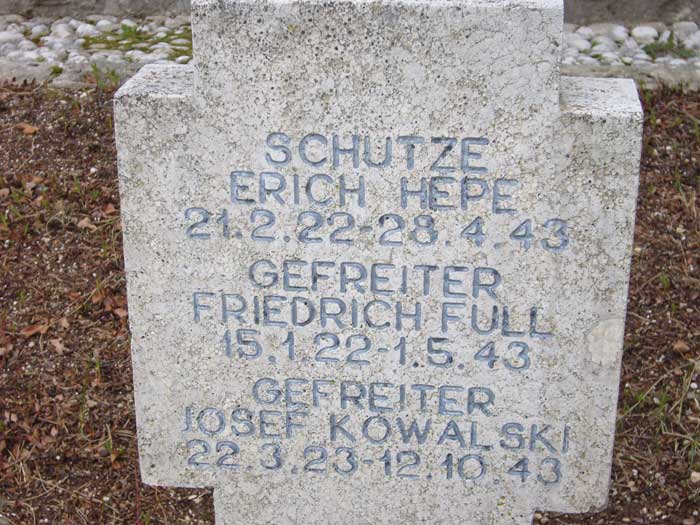 SCHUTZE
ERICH HEPE
21.2.22-28.4.43
GEFREITER
FRIEDRICH FULL
15.1.22-1.5.43
GEFREITER
JOSEF KOWALSKI
22.3.23-12.10.43